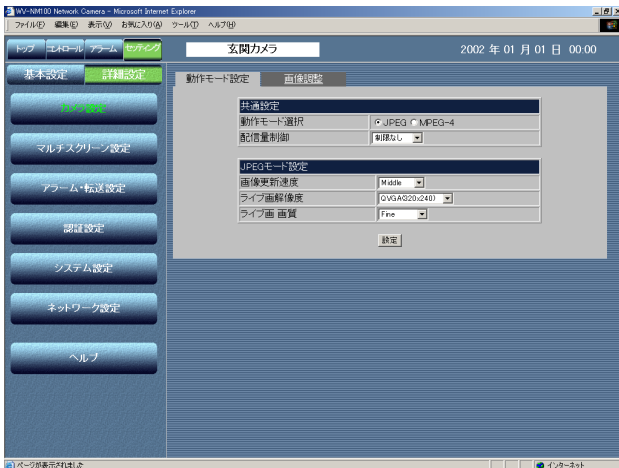 WV-NM100 Network Camera - Microsoft Internet Explorer
ファイル(F) 編集(E) 表示(V) お気に入り(A) ツール(T) ヘルプ(H)
トップ コントロール アラーム セッティング
玄関カメラ
2002 年 01 月 01 日 00:00
基本設定 詳細設定
動作モード設定 画像調整
カメラ設定
マルチスクリーン設定
アラーム・転送設定
認証設定
システム設定
ネットワーク設定
ヘルプ
共通設定
動作モード選択 JPEG MPEG-4
配信量制御 制限なし
JPEGモード設定
画像更新速度 Middle
ライブ画解像度 QVGA(320x240)
ライブ画 画質 Fine
設定
ページが表示されました
インターネット